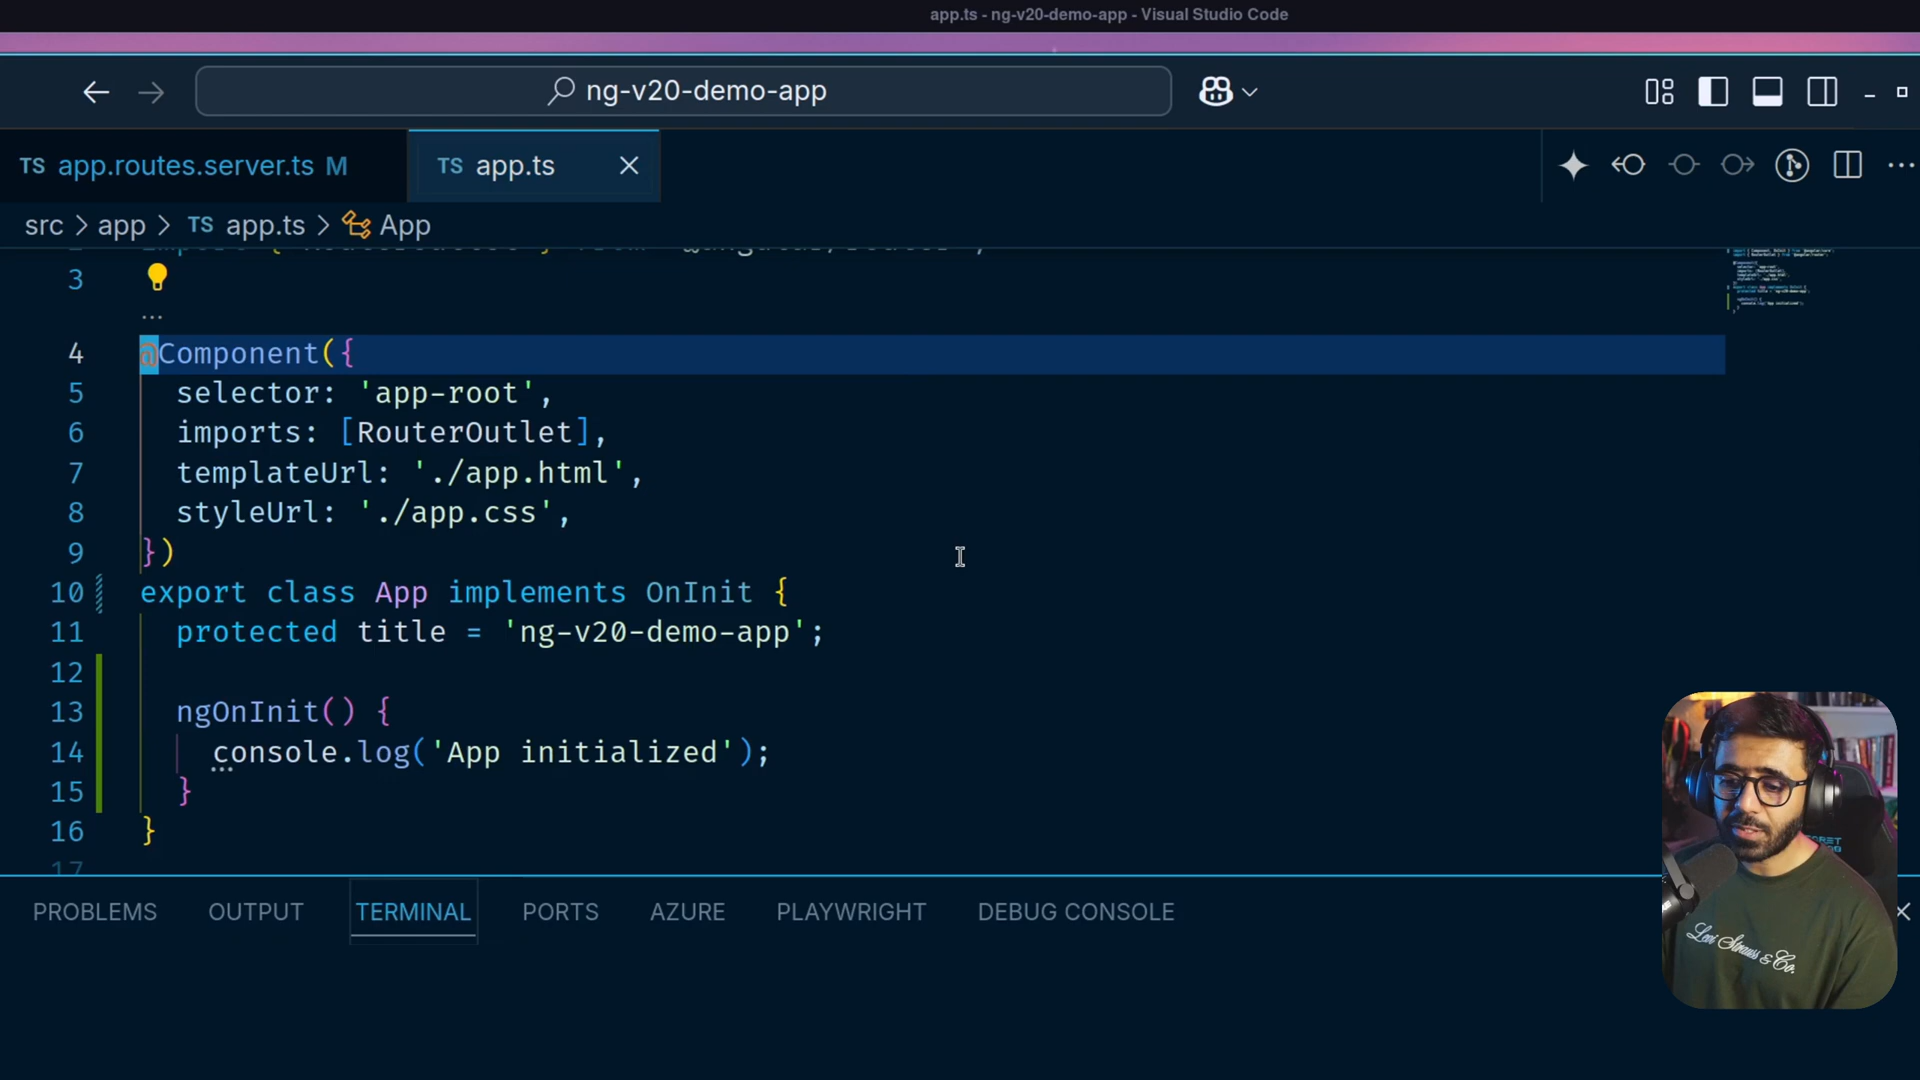 app.ts - ng-v20-demo-app - Visual Studio Code
ng-v20-demo-app
TS app.routes.server.ts M
TS app.ts
src > app > TS app.ts > App
3
4 @Component({
5 selector: 'app-root',
6 imports: [RouterOutlet],
7 templateUrl: './app.html',
8 styleUrl: './app.css',
9 })
10 export class App implements OnInit {
11 protected title = 'ng-v20-demo-app';
12
13 ngOnInit() {
14 console.log('App initialized');
15 }
16 }
17
PROBLEMS OUTPUT TERMINAL PORTS AZURE PLAYWRIGHT DEBUG CONSOLE
Levi Strauss & Co.